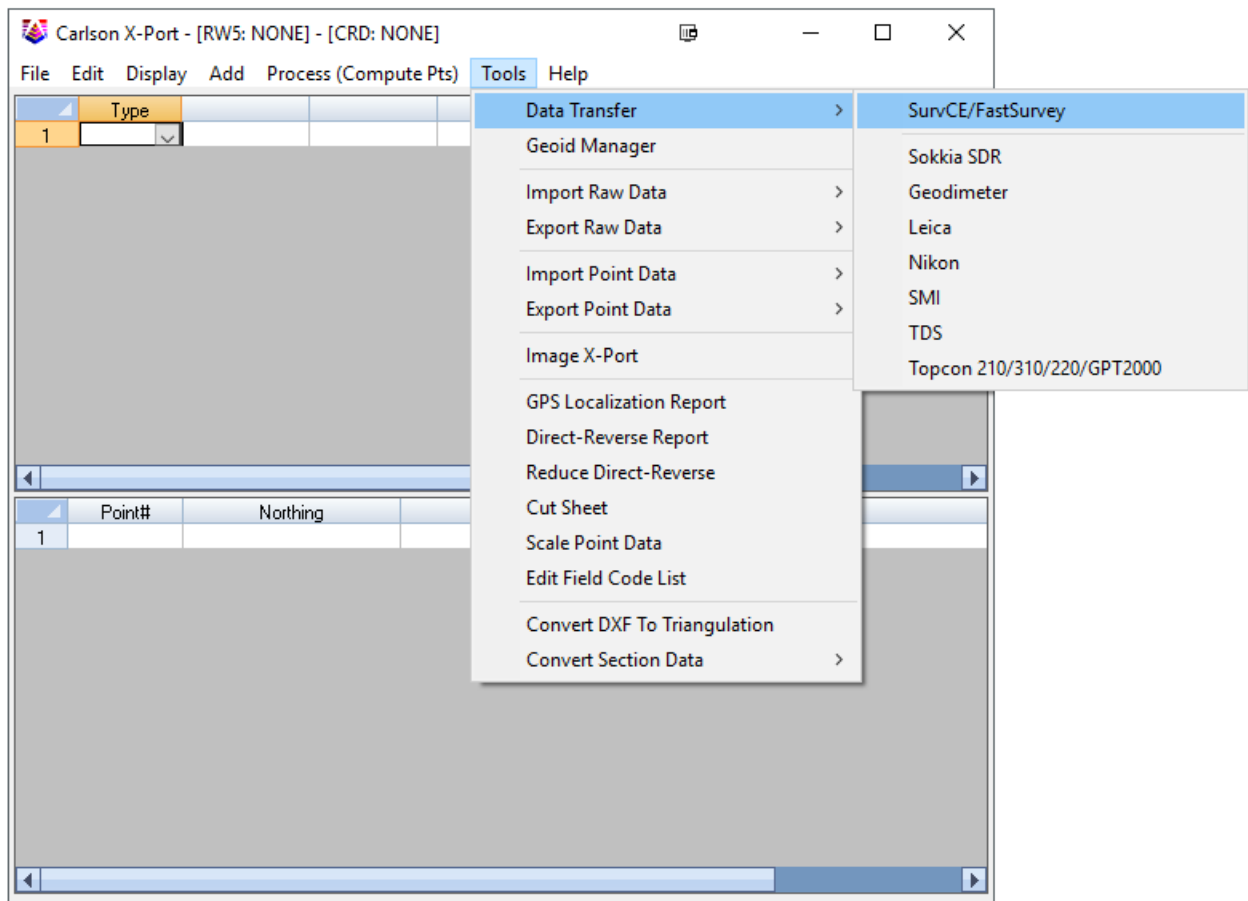 Carlson X-Port - [RW5: NONE] - [CRD: NONE]
File Edit Display Add Process (Compute Pts) Tools Help
Type
1
Data Transfer
Geoid Manager
Import Raw Data
Export Raw Data
Import Point Data
Export Point Data
Image X-Port
GPS Localization Report
Direct-Reverse Report
Reduce Direct-Reverse
Cut Sheet
Scale Point Data
Edit Field Code List
Convert DXF To Triangulation
Convert Section Data
SurvCE/FastSurvey
Sokkia SDR
Geodimeter
Leica
Nikon
SMI
TDS
Topcon 210/310/220/GPT2000
Point# Northing
1